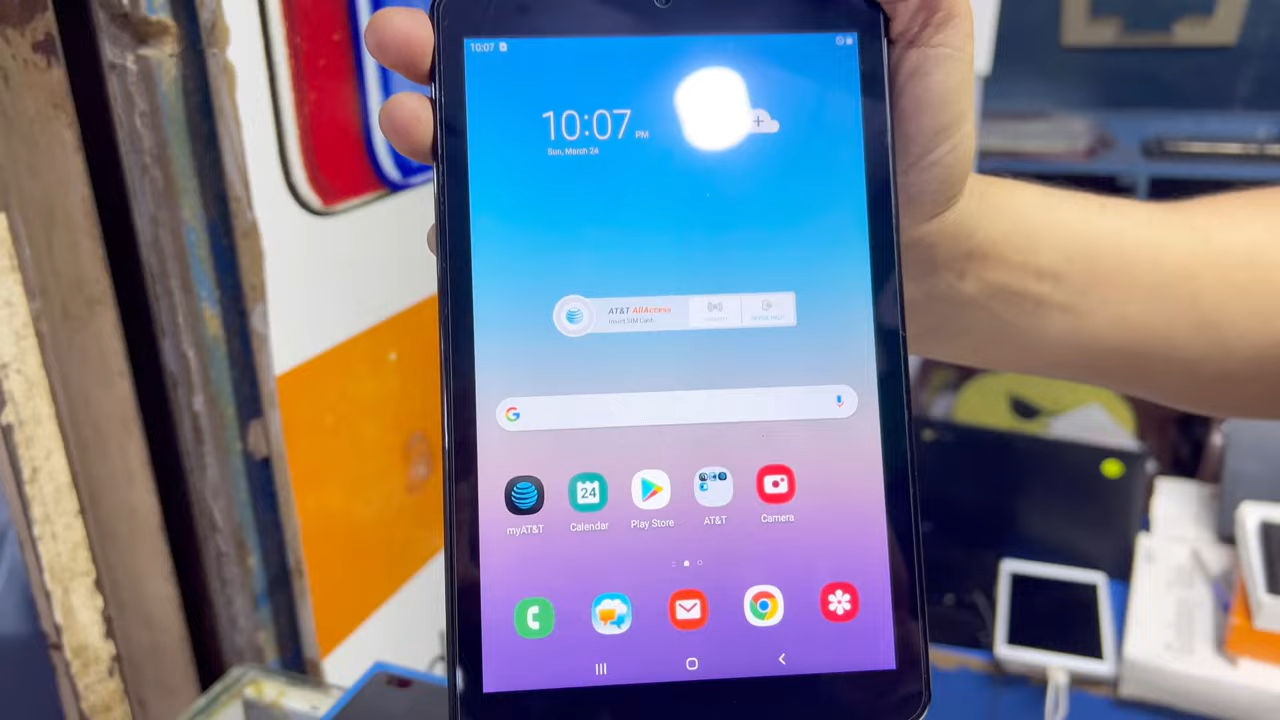 10:07
10:07 PM
Sun, March 24
AT&T AllAccess
Insert SIM Card
G
24
myAT&T
Calendar
Play Store
AT&T
Camera